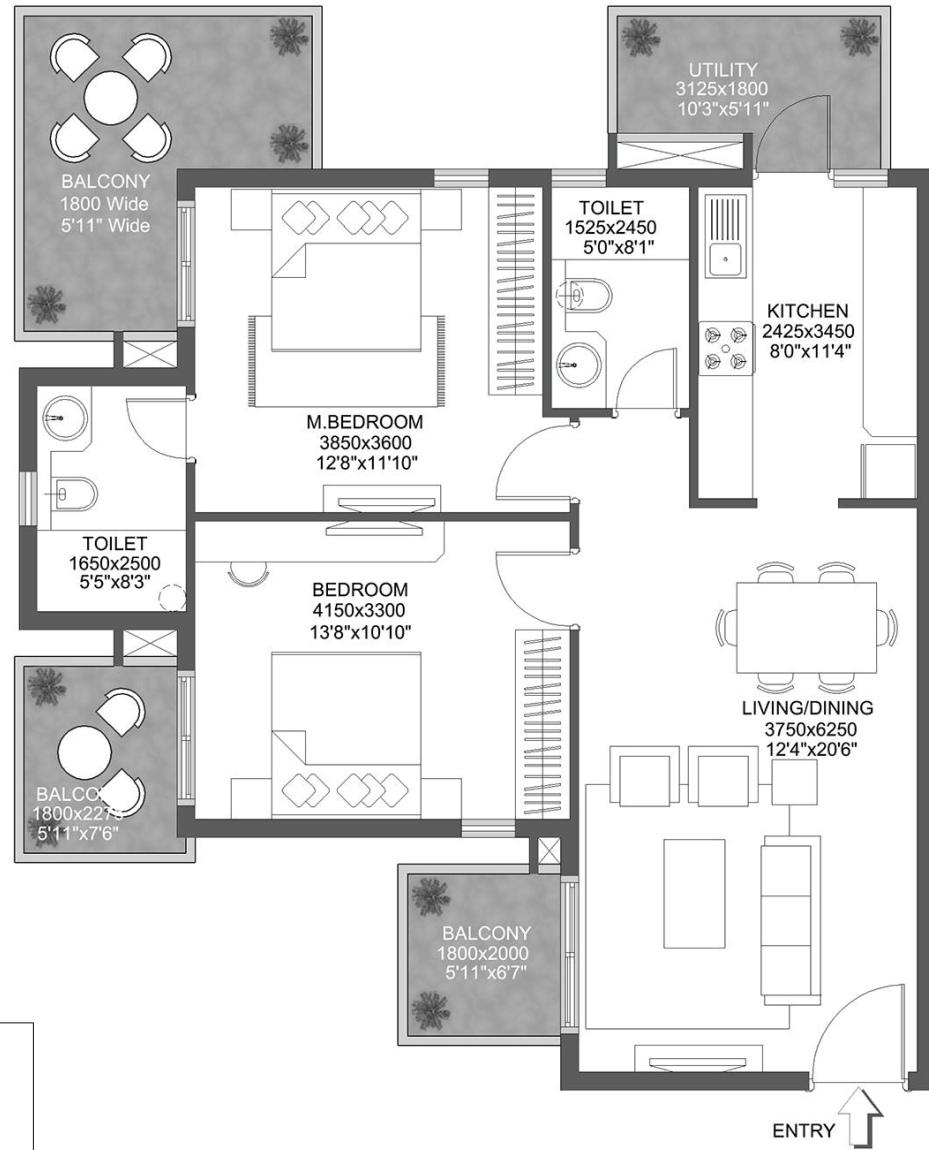 UTILITY
3125x1800
10'3"x5'11"
BALCONY
1800 Wide
5'11" Wide
TOILET
1525x2450
5'0"x8'1"
KITCHEN
2425x3450
8'0"x11'4"
M.BEDROOM
3850x3600
12'8"x11'10"
TOILET
1650x2500
5'5"x8'3"
BEDROOM
4150x3300
13'8"x10'10"
LIVING/DINING
3750x6250
12'4"x20'6"
5'11"x7'6"
BALCONY
1800x2000
5'11"x6'7"
ENTRY